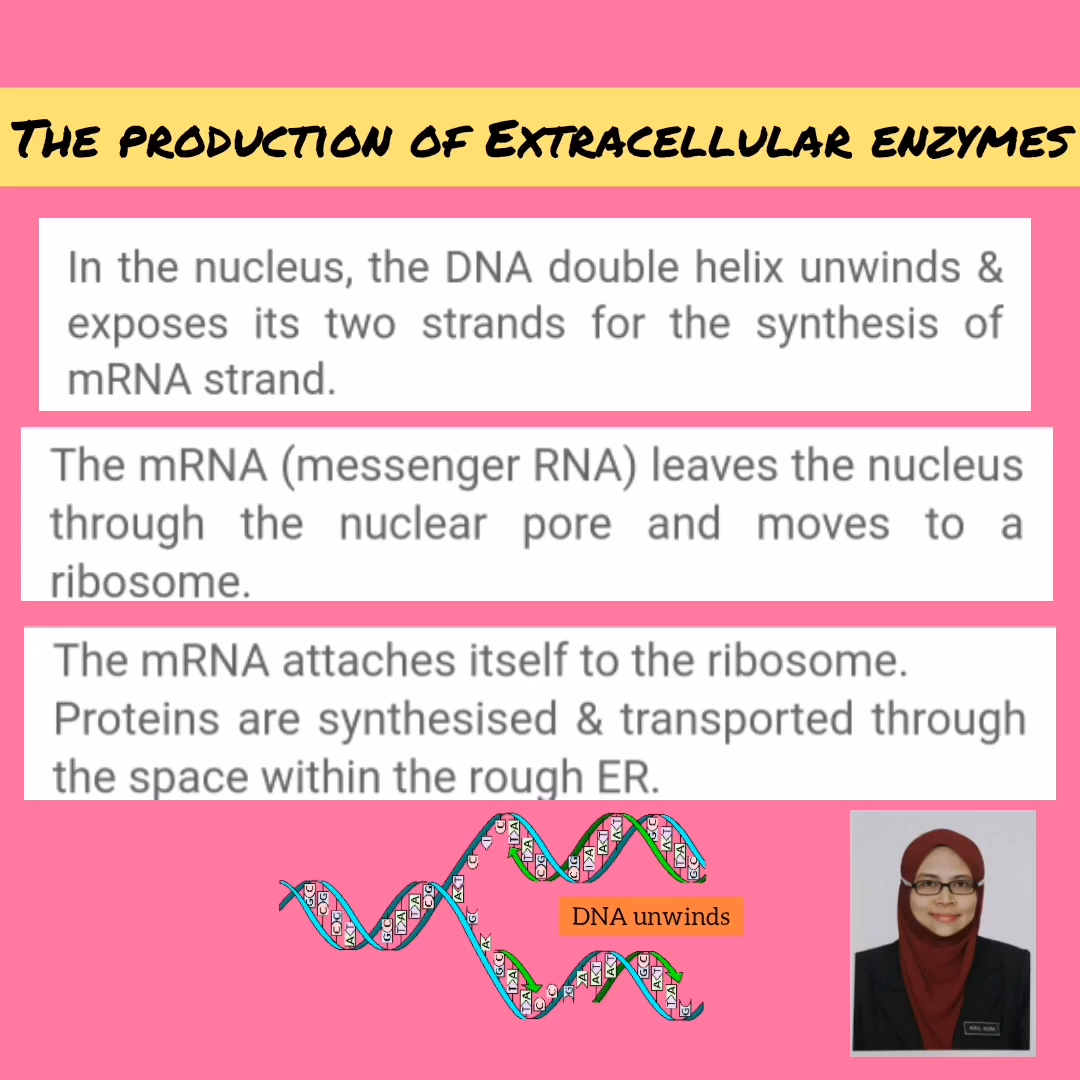 The production of Extracellular enzymes
In the nucleus, the DNA double helix unwinds &
exposes its two strands for the synthesis of
mRNA strand.
The mRNA (messenger RNA) leaves the nucleus
through the nuclear pore and moves to a
ribosome.
The mRNA attaches itself to the ribosome.
Proteins are synthesised & transported through
the space within the rough ER.
DNA unwinds